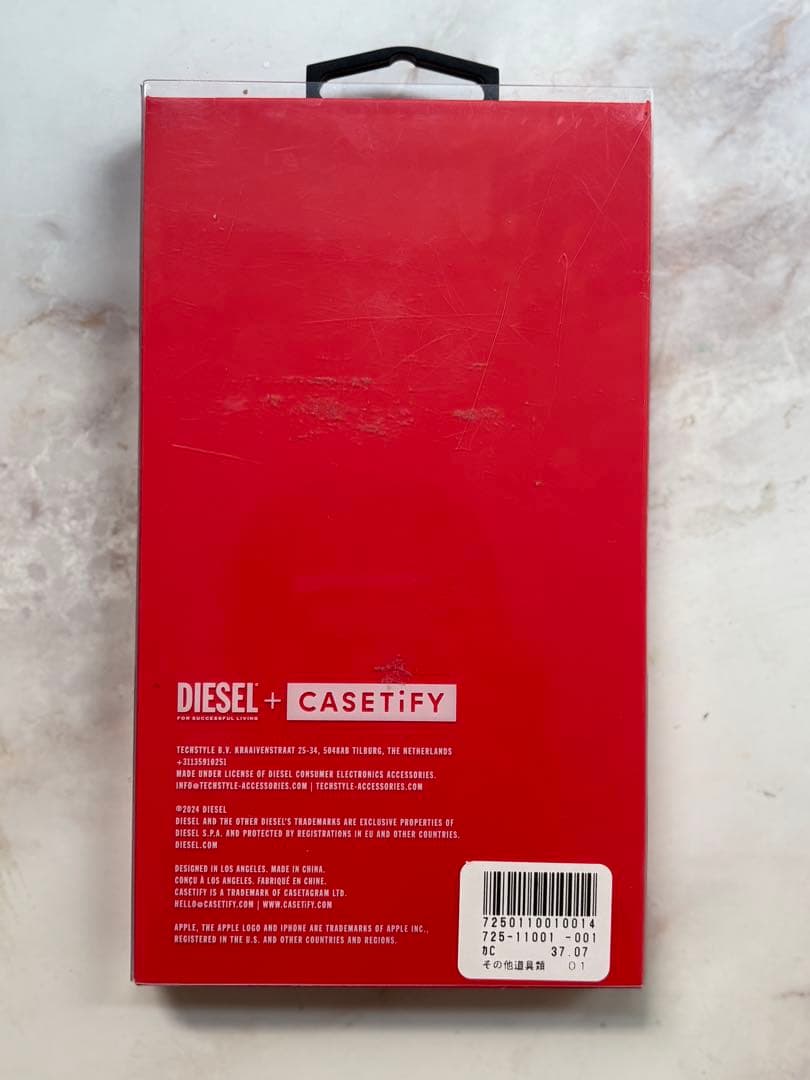 DIESEL™ + CASETiFY
FOR SUCCESSFUL LIVING
TECHSTYLE B.V. KRAAIVENSTRAAT 25-34, 5048AB TILBURG, THE NETHERLANDS
+31135910251
MADE UNDER LICENSE OF DIESEL CONSUMER ELECTRONICS ACCESSORIES.
INFO@TECHSTYLE-ACCESSORIES.COM | TECHSTYLE-ACCESSORIES.COM
©2024 DIESEL
DIESEL AND THE OTHER DIESEL'S TRADEMARKS ARE EXCLUSIVE PROPERTIES OF
DIESEL S.P.A. AND PROTECTED BY REGISTRATIONS IN EU AND OTHER COUNTRIES.
DIESEL.COM
DESIGNED IN LOS ANGELES. MADE IN CHINA.
CONÇU À LOS ANGELES. FABRIQUÉ EN CHINE.
CASETiFY IS A TRADEMARK OF CASETAGRAM LTD.
HELLO@CASETiFY.COM | WWW.CASETiFY.COM
APPLE, THE APPLE LOGO AND IPHONE ARE TRADEMARKS OF APPLE INC.,
REGISTERED IN THE U.S. AND OTHER COUNTRIES AND REGIONS.
7250110010014
725-11001 -001
ｶC 37.07
その他道具類 01